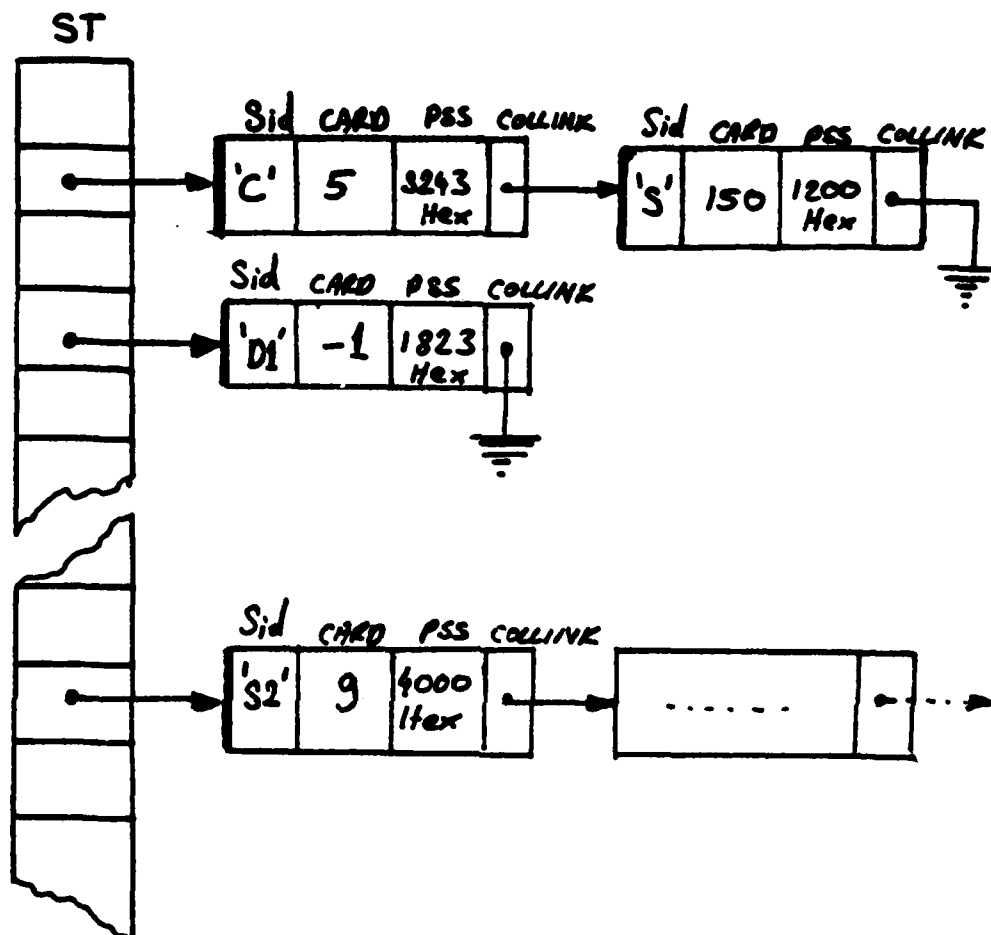 ST
Sid CARD PSS COLLINK
'C' 5 3243 Hex
Sid CARD PSS COLLINK
'S' 150 1200 Hex
Sid CARD PSS COLLINK
'D1' -1 1823 Hex
Sid CARD PSS COLLINK
'S2' 9 4000 Hex